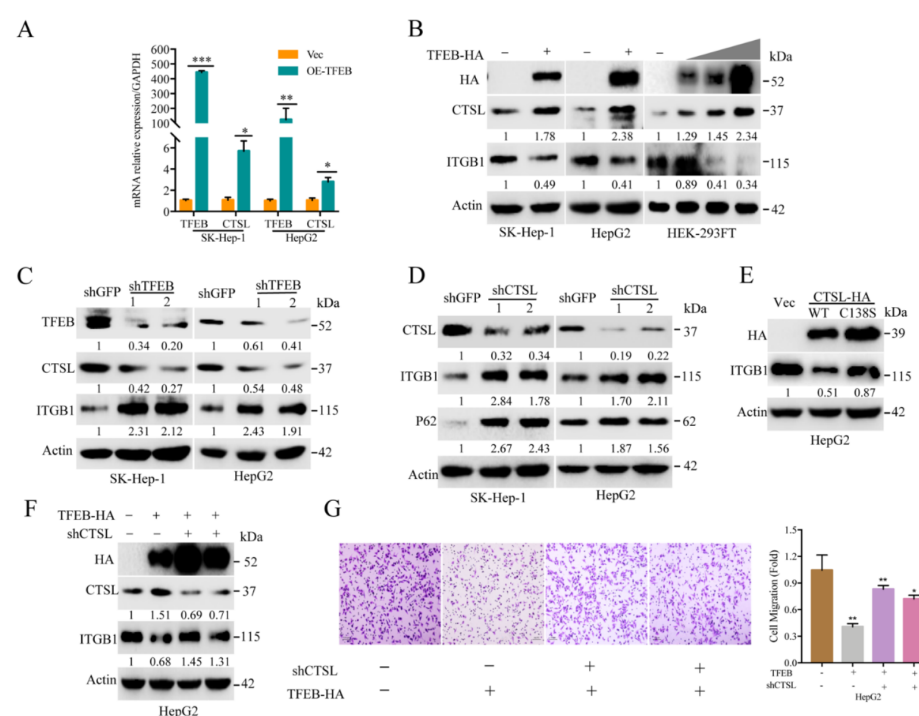 A
mRNA relative expression/GAPDH
600
500
400
300
200
100
8
6
4
2
0
***
*
**
*
Vec
OE-TFEB
TFEB CTSL TFEB CTSL
SK-Hep-1 HepG2
B
TFEB-HA – + – + –
kDa
HA 52
CTSL 37
1 1.78 1 2.38 1 1.29 1.45 2.34
ITGB1 115
1 0.49 1 0.41 1 0.89 0.41 0.34
Actin 42
SK-Hep-1 HepG2 HEK-293FT
C
shGFP shTFEB shGFP shTFEB
1 2 1 2 kDa
TFEB 52
1 0.34 0.20 1 0.61 0.41
CTSL 37
1 0.42 0.27 1 0.54 0.48
ITGB1 115
1 2.31 2.12 1 2.43 1.91
Actin 42
SK-Hep-1 HepG2
D
shGFP shCTSL shGFP shCTSL
1 2 1 2 kDa
CTSL 37
1 0.32 0.34 1 0.19 0.22
ITGB1 115
1 2.84 1.78 1 1.70 2.11
P62 62
1 2.67 2.43 1 1.87 1.56
Actin 42
SK-Hep-1 HepG2
E
Vec CTSL-HA
WT C138S kDa
HA 39
ITGB1 115
1 0.51 0.87
Actin 42
HepG2
F
TFEB-HA – + + +
shCTSL – – + + kDa
HA 52
CTSL 37
1 1.51 0.69 0.71
ITGB1 115
1 0.68 1.45 1.31
Actin 42
HepG2
G
shCTSL – – + +
TFEB-HA – + + +
Cell Migration (Fold)
1.5
1.2
0.9
0.6
0.3
0.0
**
**
*
TFEB - + + +
shCTSL - - + +
HepG2